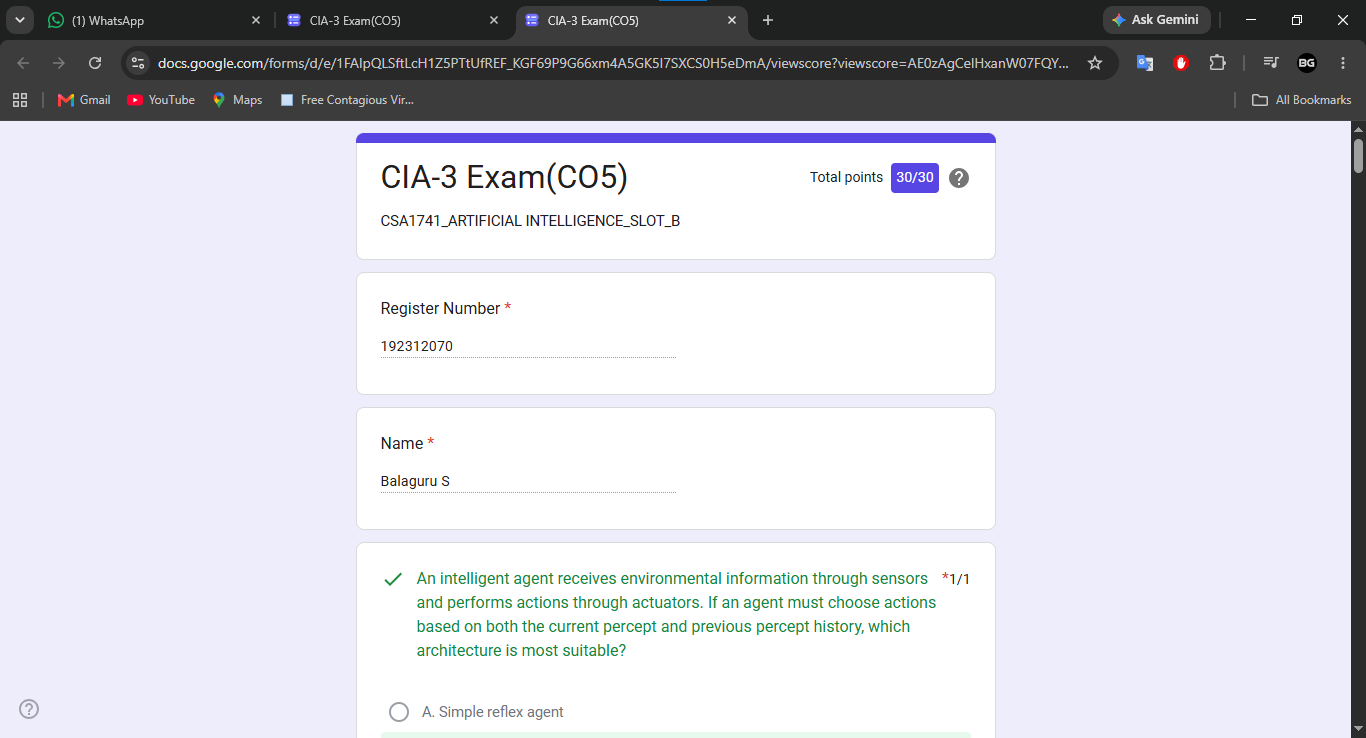 (1) WhatsApp
CIA-3 Exam(CO5)
CIA-3 Exam(CO5)
Ask Gemini
docs.google.com/forms/d/e/1FAIpQLSftLcH1Z5PTtUfREF_KGF69P9G66xm4A5GK5I7SXCS0H5eDmA/viewscore?viewscore=AE0zAgCelHxanW07FQY...
BG
Gmail
YouTube
Maps
Free Contagious Vir...
All Bookmarks
CIA-3 Exam(CO5)
Total points 30/30
CSA1741_ARTIFICIAL INTELLIGENCE_SLOT_B
Register Number *
192312070
Name *
Balaguru S
An intelligent agent receives environmental information through sensors *1/1
and performs actions through actuators. If an agent must choose actions
based on both the current percept and previous percept history, which
architecture is most suitable?
A. Simple reflex agent